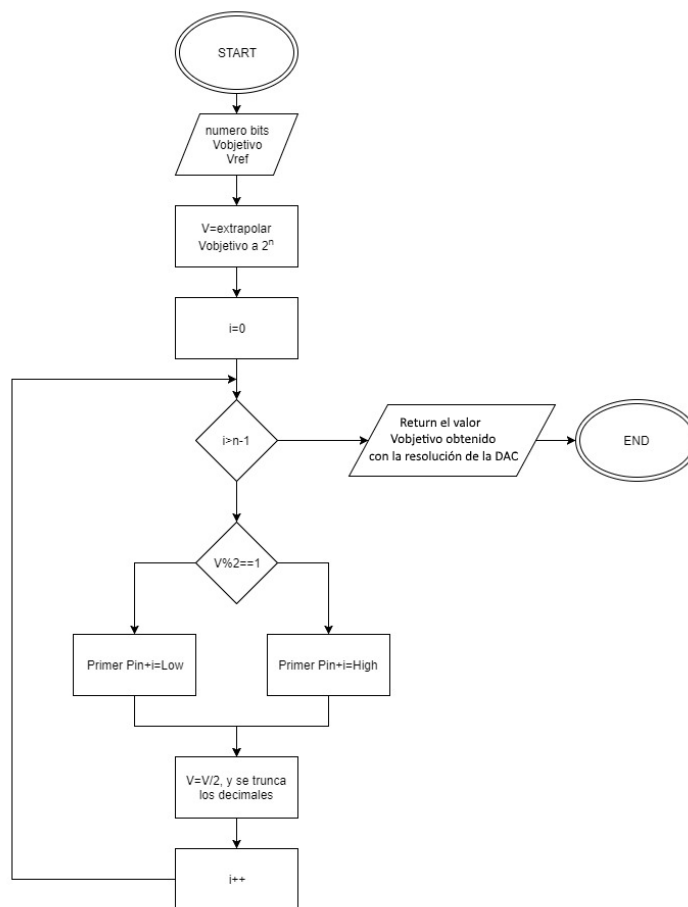 START
numero bits
Vobjetivo
Vref
V=extrapolar
Vobjetivo a 2ⁿ
i=0
i>n-1
Return el valor
Vobjetivo obtenido
con la resolución de la DAC
END
V%2==1
Primer Pin+i=Low
Primer Pin+i=High
V=V/2, y se trunca
los decimales
i++